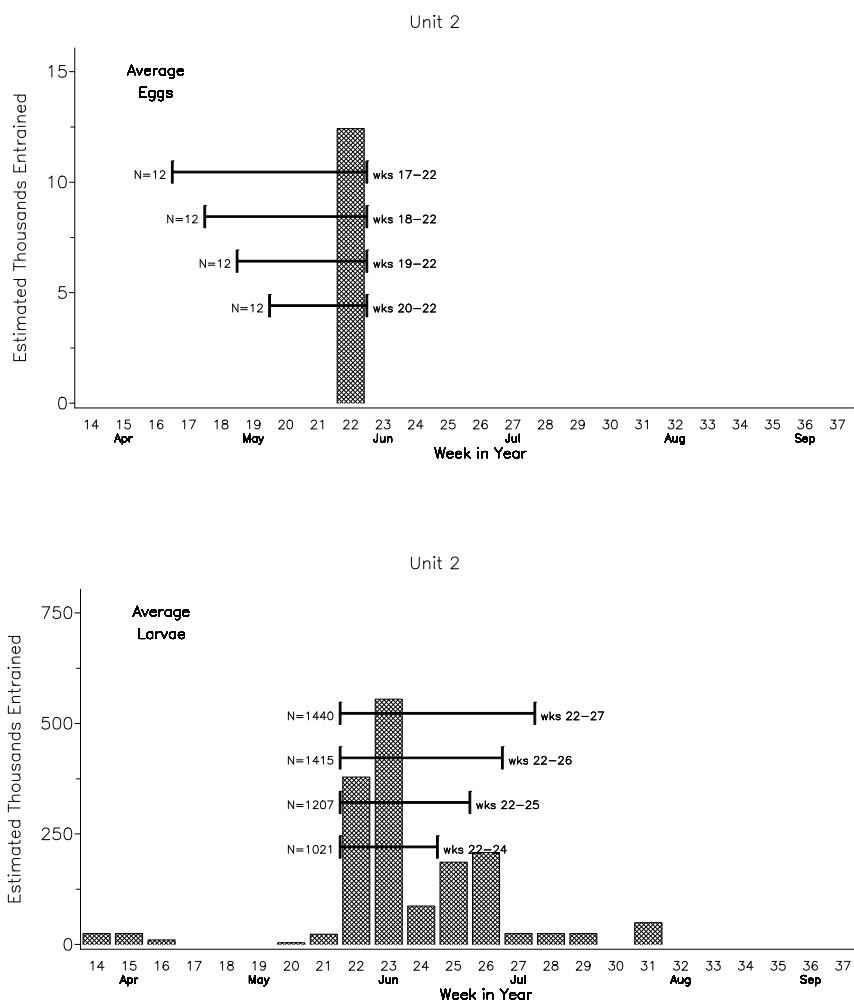 Unit 2
Average
Eggs
Estimated Thousands Entrained
15
10
5
0
N=12 wks 17-22
N=12 wks 18-22
N=12 wks 19-22
N=12 wks 20-22
14 15 16 17 18 19 20 21 22 23 24 25 26 27 28 29 30 31 32 33 34 35 36 37
Apr May Jun Jul Aug Sep
Week in Year
Unit 2
Average
Larvae
Estimated Thousands Entrained
750
500
250
0
N=1440 wks 22-27
N=1415 wks 22-26
N=1207 wks 22-25
N=1021 wks 22-24
14 15 16 17 18 19 20 21 22 23 24 25 26 27 28 29 30 31 32 33 34 35 36 37
Apr May Jun Jul Aug Sep
Week in Year